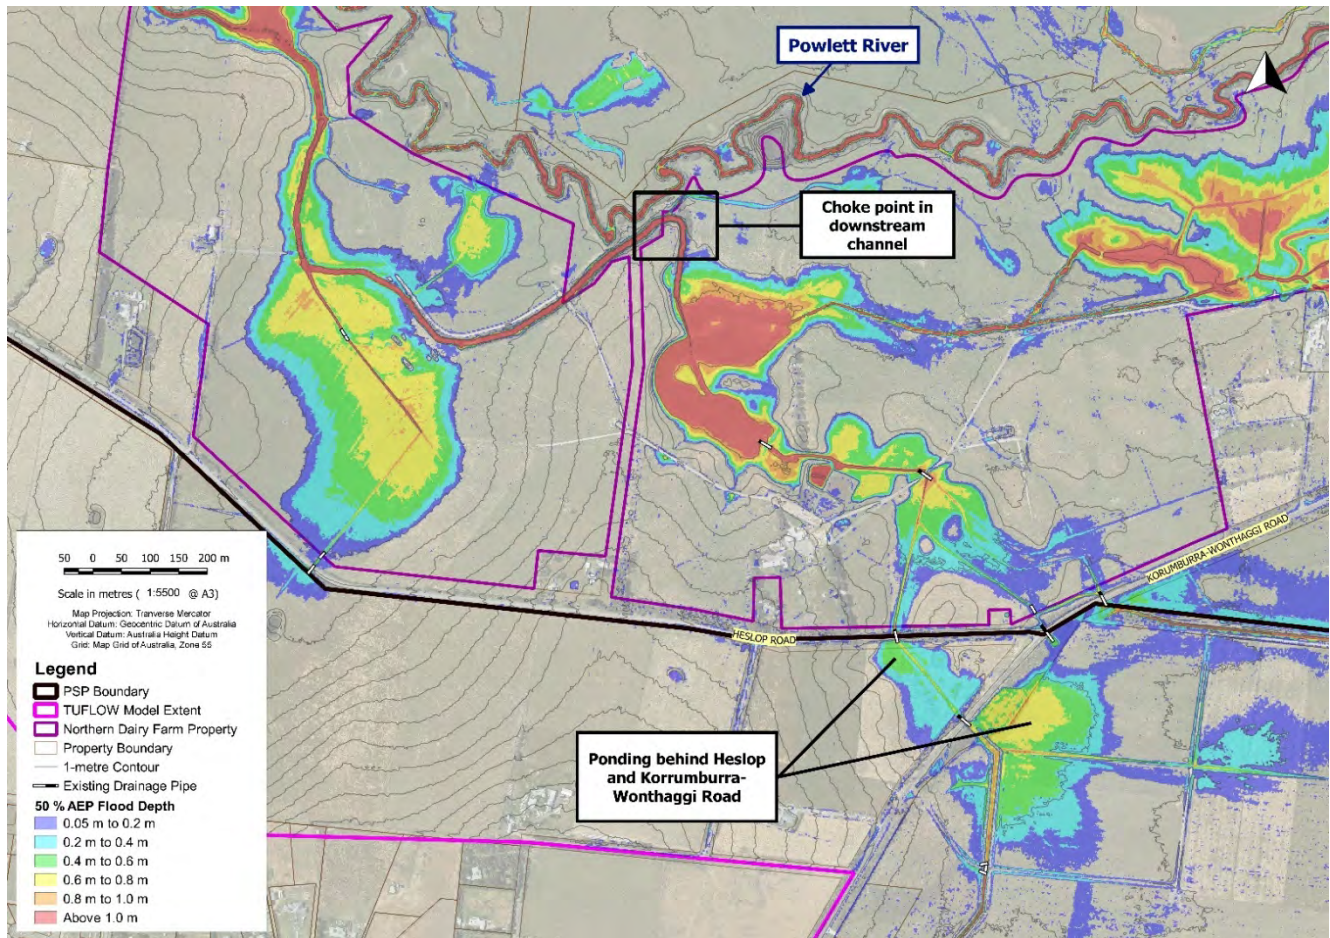 Powlett River
Choke point in
downstream
channel
KORUMBURRA-WONTHAGGI ROAD
HESLOP ROAD
Ponding behind Heslop
and Korrumburra-
Wonthaggi Road
50 0 50 100 150 200 m
Scale in metres ( 1:5500 @ A3)
Map Projection: Tranverse Mercator
Horizontal Datum: Geocentric Datum of Australia
Vertical Datum: Australia Height Datum
Grid: Map Grid of Australia, Zone 55
Legend
PSP Boundary
TUFLOW Model Extent
Northern Dairy Farm Property
Property Boundary
1-metre Contour
Existing Drainage Pipe
50 % AEP Flood Depth
0.05 m to 0.2 m
0.2 m to 0.4 m
0.4 m to 0.6 m
0.6 m to 0.8 m
0.8 m to 1.0 m
Above 1.0 m